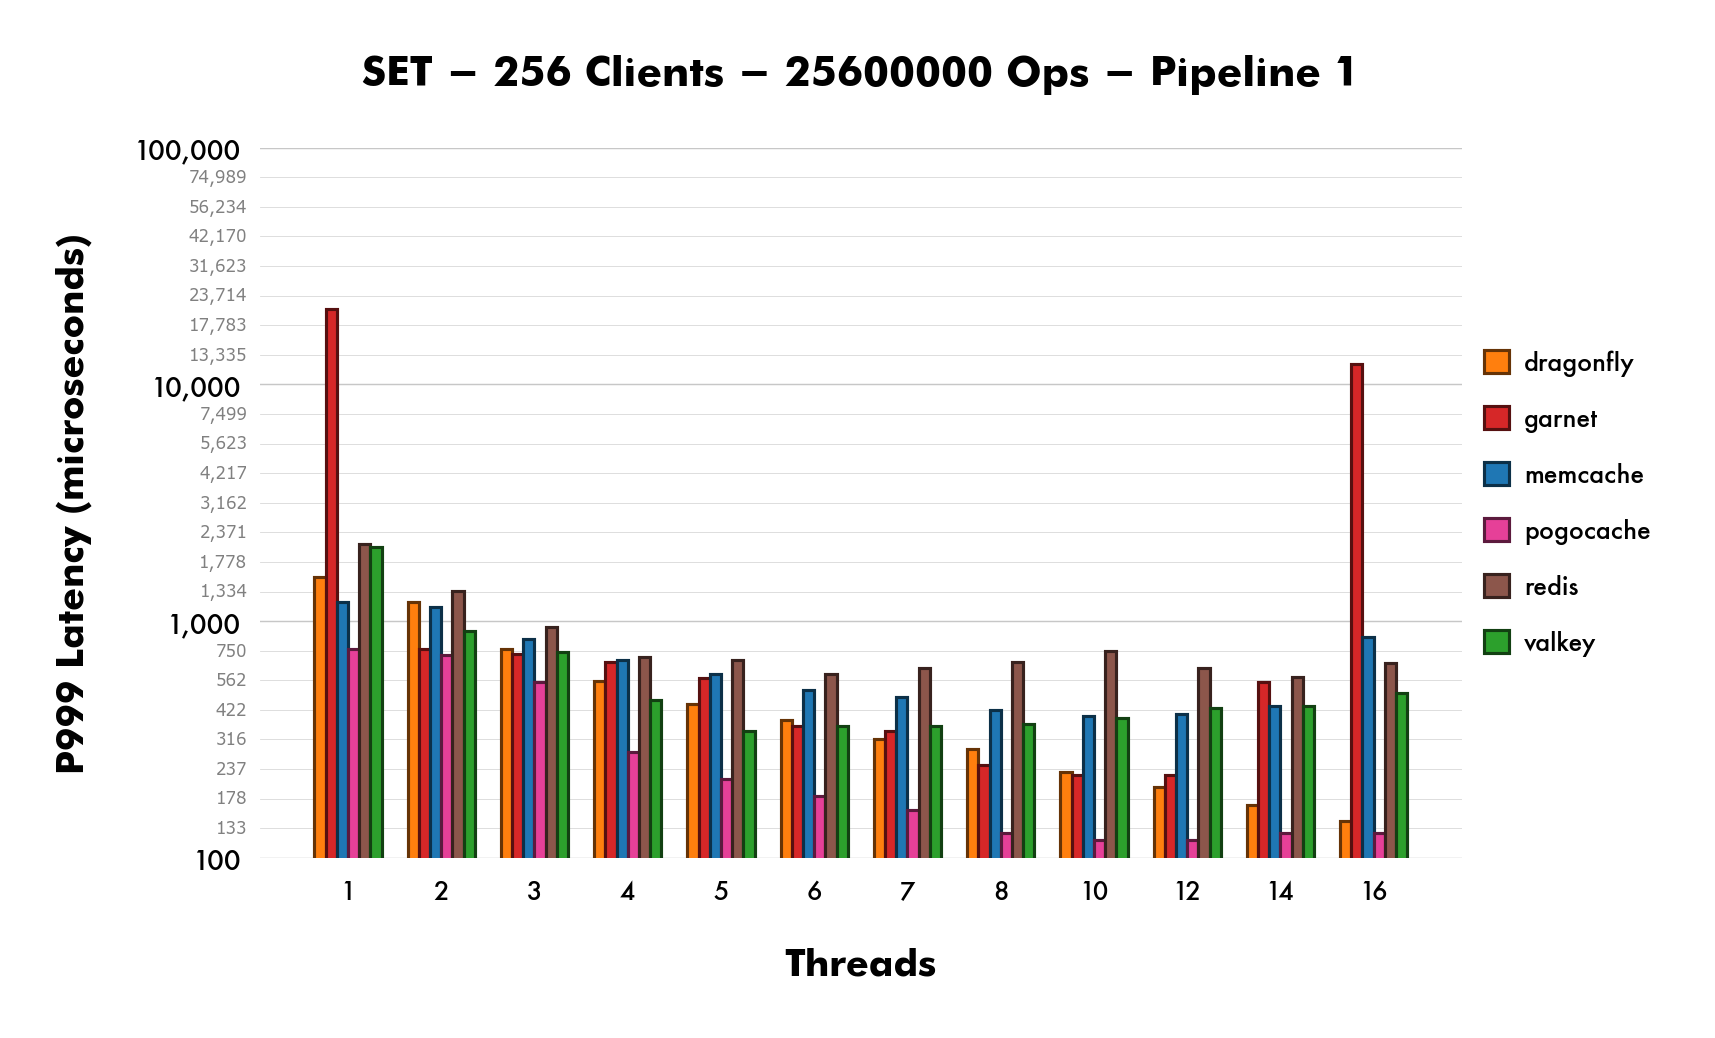 SET – 256 Clients – 25600000 Ops – Pipeline 1
P999 Latency (microseconds)
100,000
74,989
56,234
42,170
31,623
23,714
17,783
13,335
10,000
7,499
5,623
4,217
3,162
2,371
1,778
1,334
1,000
750
562
422
316
237
178
133
100
dragonfly
garnet
memcache
pogocache
redis
valkey
1 2 3 4 5 6 7 8 10 12 14 16
Threads